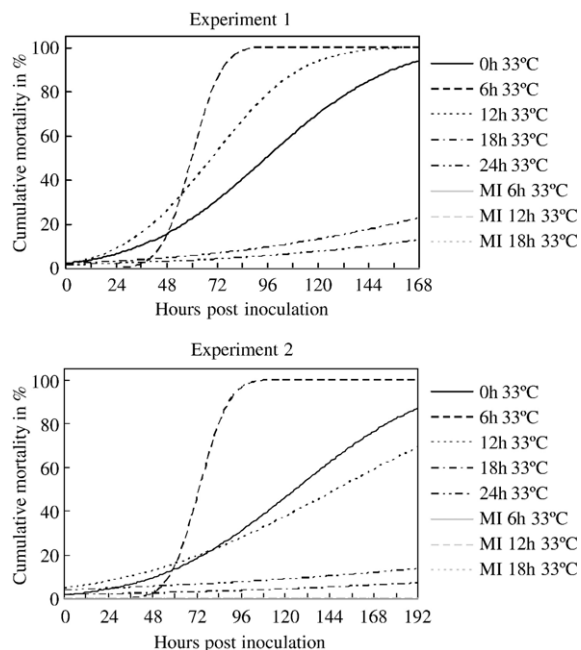 Experiment 1
Cumulative mortality in %
100
80
60
40
20
0
0 24 48 72 96 120 144 168
Hours post inoculation
0h 33ºC
6h 33ºC
12h 33ºC
18h 33ºC
24h 33ºC
MI 6h 33ºC
MI 12h 33ºC
MI 18h 33ºC
Experiment 2
Cumulative mortality in %
100
80
60
40
20
0
0 24 48 72 96 120 144 168 192
Hours post inoculation
0h 33ºC
6h 33ºC
12h 33ºC
18h 33ºC
24h 33ºC
MI 6h 33ºC
MI 12h 33ºC
MI 18h 33ºC